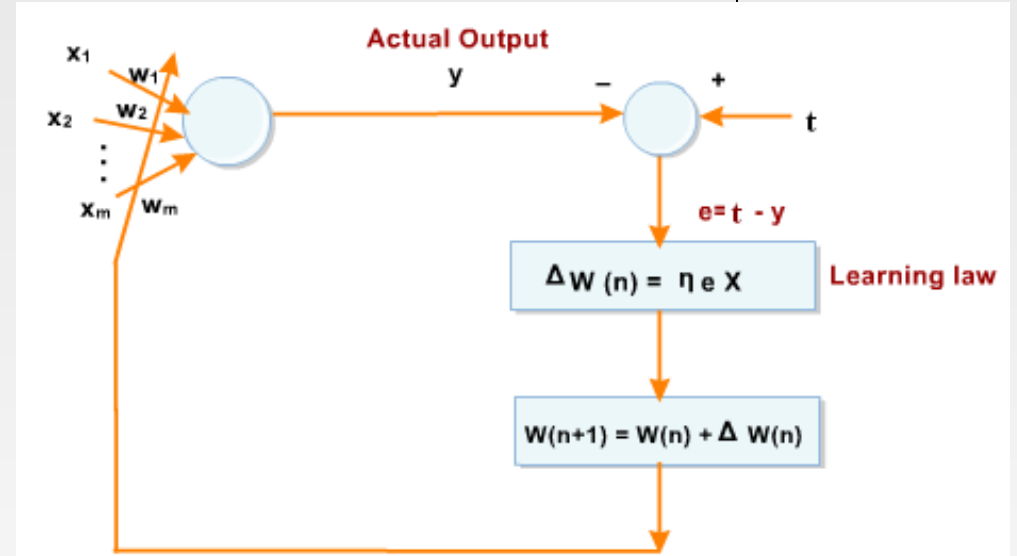 Actual Output
x₁
w₁
y
–
+
x₂
w₂
t
⋮
xₘ
wₘ
e= t - y
Δ W (n) = η e X
Learning law
W(n+1) = W(n) + Δ W(n)